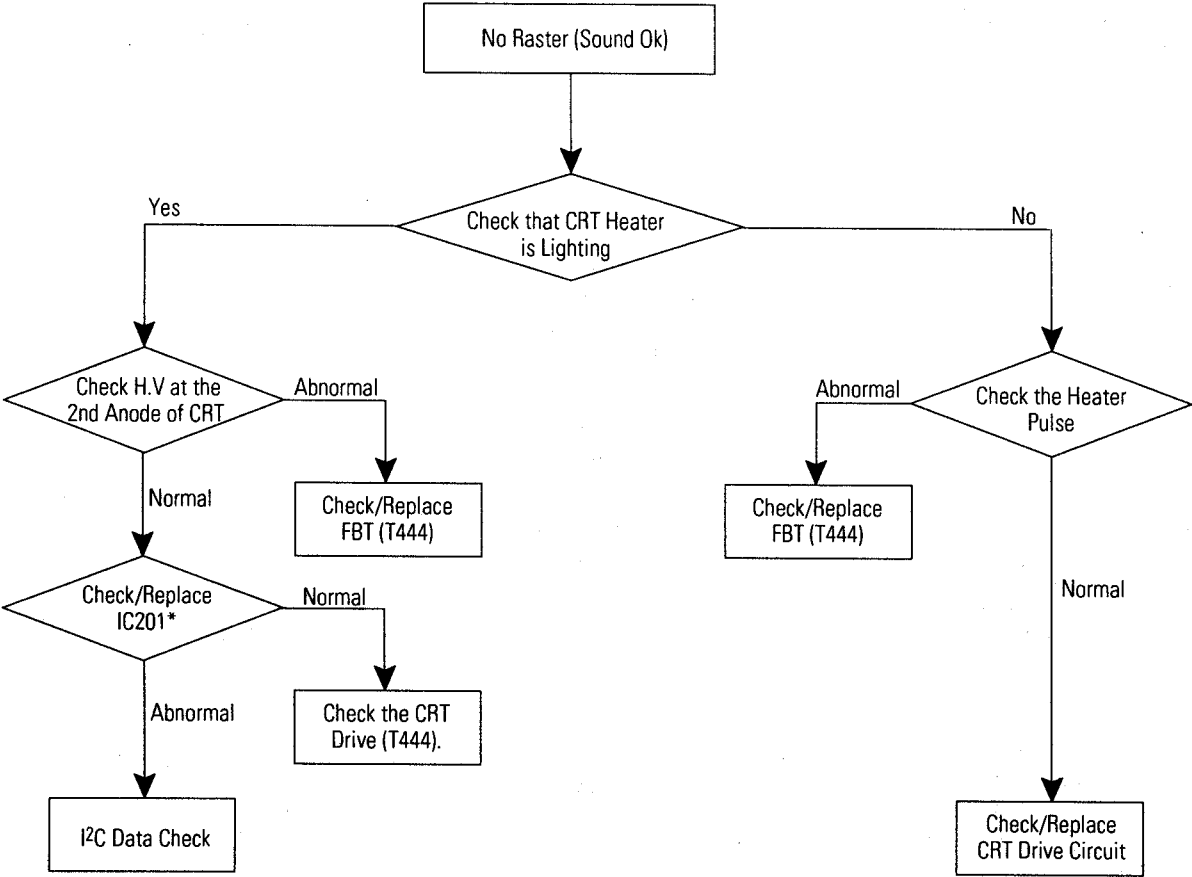 No Raster (Sound Ok)
Yes
Check that CRT Heater
is Lighting
No
Check H.V at the
2nd Anode of CRT
Abnormal
Abnormal
Check the Heater
Pulse
Normal
Check/Replace
FBT (T444)
Check/Replace
FBT (T444)
Check/Replace
IC201*
Normal
Normal
Abnormal
Check the CRT
Drive (T444).
I²C Data Check
Check/Replace
CRT Drive Circuit